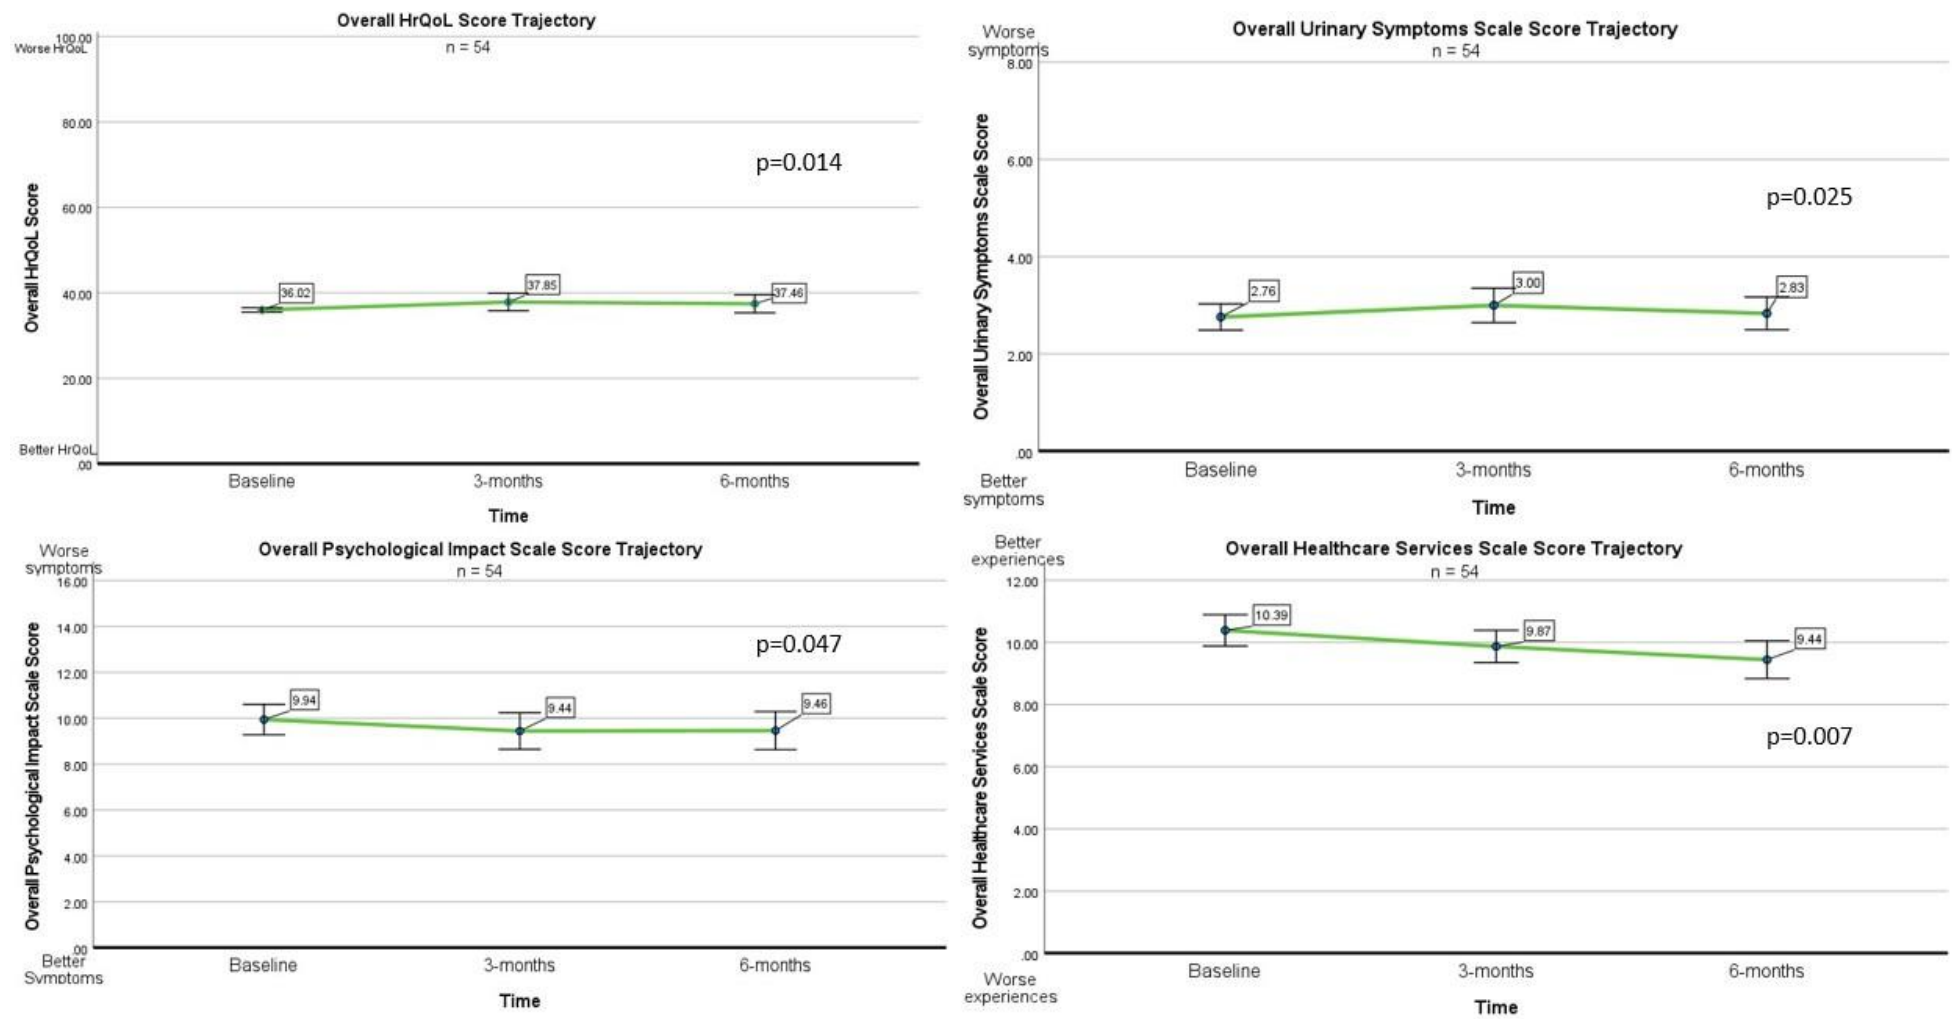 Overall HrQoL Score Trajectory
n = 54
Worse HrQoL
100.00
80.00
60.00
40.00
20.00
Better HrQoL
.00
Overall HrQoL Score
p=0.014
36.02
37.85
37.46
Baseline
3-months
6-months
Time
Overall Urinary Symptoms Scale Score Trajectory
n = 54
Worse
symptoms
8.00
6.00
4.00
2.00
.00
Better
symptoms
Overall Urinary Symptoms Scale Score
p=0.025
2.76
3.00
2.83
Baseline
3-months
6-months
Time
Overall Psychological Impact Scale Score Trajectory
n = 54
Worse
symptoms
16.00
14.00
12.00
10.00
8.00
6.00
4.00
2.00
.00
Better
Symptoms
Overall Psychological Impact Scale Score
p=0.047
9.94
9.44
9.46
Baseline
3-months
6-months
Time
Overall Healthcare Services Scale Score Trajectory
n = 54
Better
experiences
12.00
10.00
8.00
6.00
4.00
2.00
.00
Worse
experiences
Overall Healthcare Services Scale Score
10.39
9.87
9.44
p=0.007
Baseline
3-months
6-months
Time